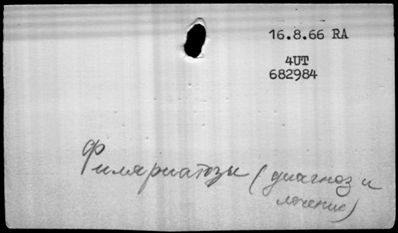 16.8.66 RA
4UT
682984
Филяриатозы (диагноз и
лечение)